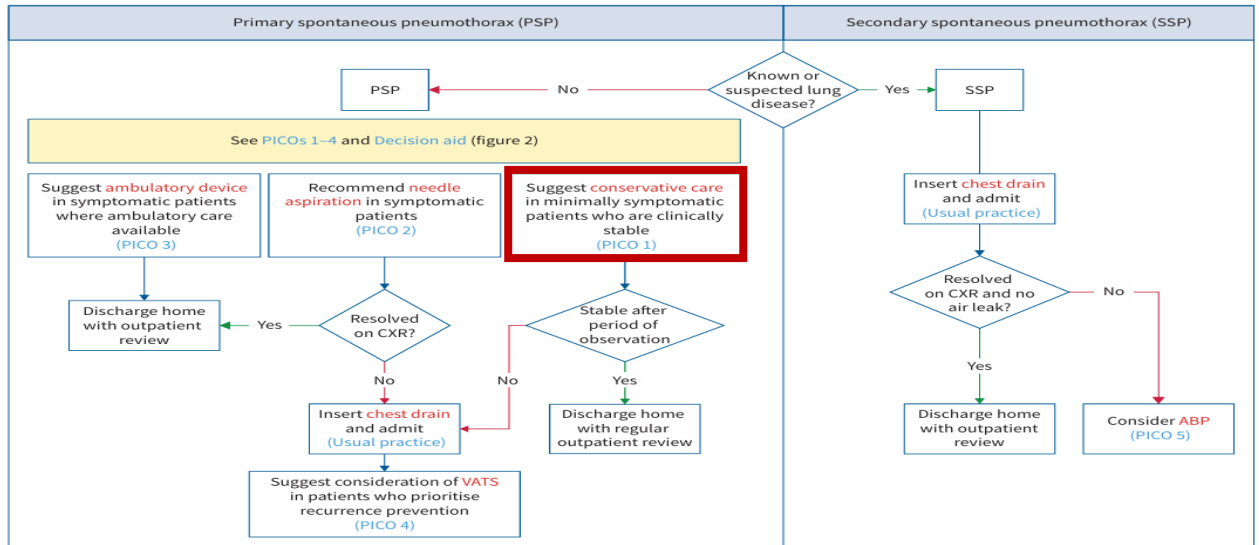 Primary spontaneous pneumothorax (PSP)
Secondary spontaneous pneumothorax (SSP)
Known or
suspected lung
disease?
No
PSP
Yes
SSP
See PICOs 1–4 and Decision aid (figure 2)
Suggest ambulatory device
in symptomatic patients
where ambulatory care
available
(PICO 3)
Recommend needle
aspiration in symptomatic
patients
(PICO 2)
Suggest conservative care
in minimally symptomatic
patients who are clinically
stable
(PICO 1)
Insert chest drain
and admit
(Usual practice)
Discharge home
with outpatient
review
Yes
Resolved
on CXR?
Stable after
period of
observation
Resolved
on CXR and no
air leak?
No
No
No
Yes
Yes
Insert chest drain
and admit
(Usual practice)
Discharge home
with regular
outpatient review
Discharge home
with outpatient
review
Consider ABP
(PICO 5)
Suggest consideration of VATS
in patients who prioritise
recurrence prevention
(PICO 4)